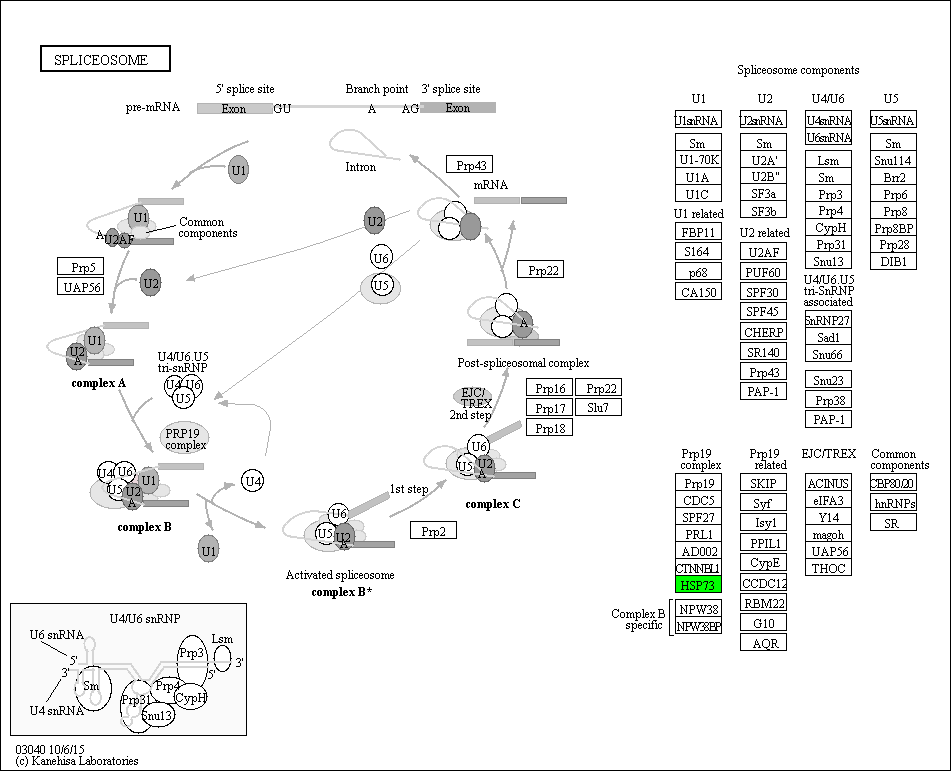 SPLICEOSOME
5' splice site
Branch point
3' splice site
pre-mRNA
Exon
GU
A
AG
Exon
Intron
Prp43
mRNA
U1
U1
A
U2AF
Common
components
U2
U6
U5
Prp22
Prp5
UAP56
U2
U1
U2
A
complex A
U4/U6.U5
tri-snRNP
U4
U6
U5
A
Post-spliceosomal complex
EJC/
TREX
2nd step
Prp16
Prp22
Prp17
Slu7
Prp18
PRP19
complex
U4
U6
U5
U1
U2
A
complex B
U4
U1
U6
U5
U2
A
complex C
1st step
U6
U5
U2
A
Prp2
Activated spliceosome
complex B*
U4/U6 snRNP
U6 snRNA
5'
3'
U4 snRNA
Sm
Prp3
Lsm
3'
5'
Prp4
Prp31
CypH
Snu13
03040 10/6/15
(c) Kanehisa Laboratories
Spliceosome components
U1
U1snRNA
Sm
U1-70K
U1A
U1C
U1 related
FBP11
S164
p68
CA150
U2
U2snRNA
Sm
U2A'
U2B"
SF3a
SF3b
U2 related
U2AF
PUF60
SPF30
SPF45
CHERP
SR140
Prp43
PAP-1
U4/U6
U4snRNA
U6snRNA
Lsm
Sm
Prp3
Prp4
CypH
Prp31
Snu13
U4/U6.U5
tri-SnRNP
associated
SnRNP27
Sad1
Snu66
Snu23
Prp38
PAP-1
U5
U5snRNA
Sm
Snu114
Brr2
Prp6
Prp8
Prp8BP
Prp28
DIB1
Prp19
complex
Prp19
CDC5
SPF27
PRL1
AD002
CTNNBL1
HSP73
Complex B
specific
NPW38
NPW38BP
Prp19
related
SKIP
Syf
Isy1
PPIL1
CypE
CCDC12
RBM22
G10
AQR
EJC/TREX
ACINUS
eIFA3
Y14
magoh
UAP56
THOC
Common
components
CBP80/20
hnRNPs
SR